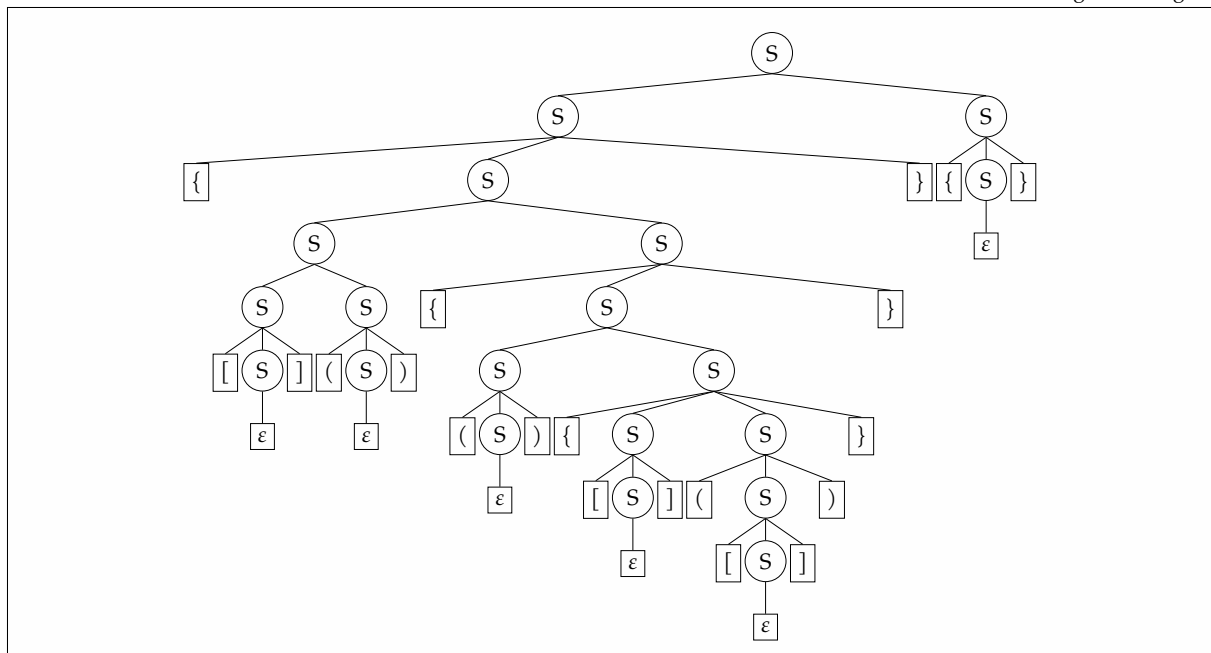 S
S S
{ S } { S }
S S ε
S S { S }
[ S ] ( S ) S S
ε ε ( S ) { S S }
ε [ S ] ( S )
ε [ S ]
ε